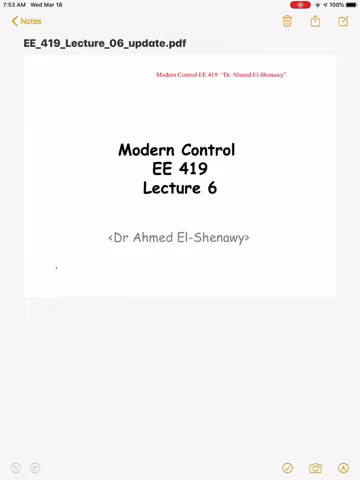 7:53 AM Wed Mar 18
100%
Notes
EE_419_Lecture_06_update.pdf
Modern Control EE 419 "Dr. Ahmed El-Shenawy"
Modern Control
EE 419
Lecture 6
<Dr Ahmed El-Shenawy>
1